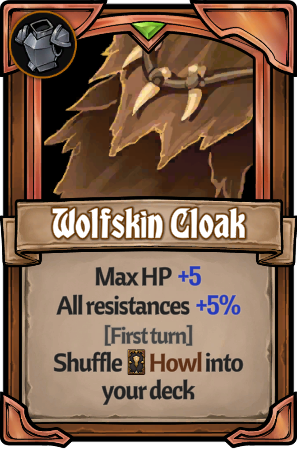 Wolfskin Cloak
Max HP +5
All resistances +5%
[First turn]
Shuffle Howl into
your deck